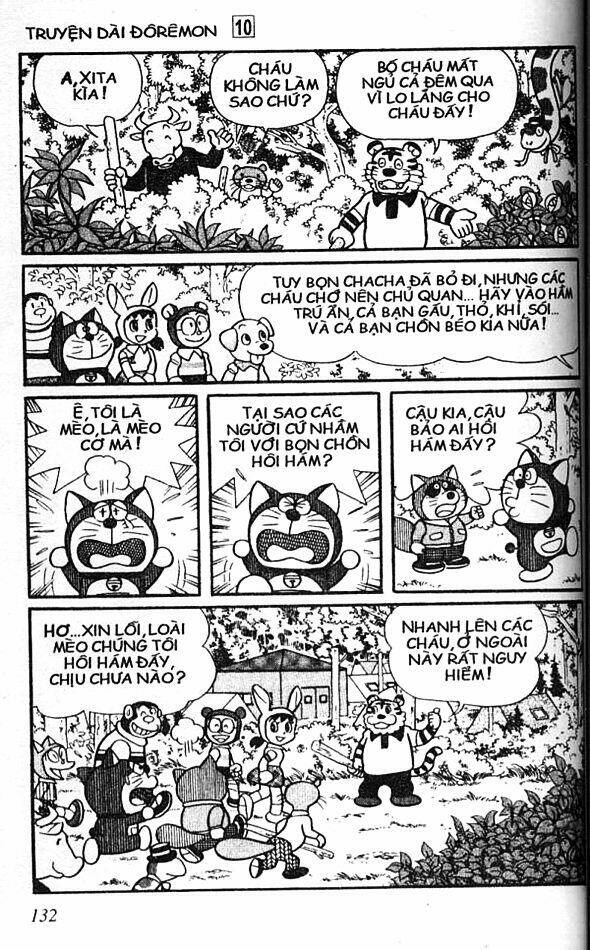 TRUYỆN DÀI ĐÔRÊMON 10
A, XITA
KÌA!
CHÁU
KHÔNG LÀM
SAO CHỨ?
BỐ CHÁU MẤT
NGỦ CẢ ĐÊM QUA
VÌ LO LẮNG CHO
CHÁU ĐẤY!
TUY BỌN CHACHA ĐÃ BỎ ĐI, NHƯNG CÁC
CHÁU CHỚ NÊN CHỦ QUAN... HÃY VÀO HẦM
TRÚ ẨN, CẢ BẠN GẤU, THỎ, KHỈ, SÓI...
VÀ CẢ BẠN CHỒN BÉO KIA NỮA!
Ê, TÔI LÀ
MÈO, LÀ MÈO
CƠ MÀ!
TẠI SAO CÁC
NGƯỜI CỨ NHẦM
TÔI VỚI BỌN CHỒN
HÔI HÁM?
CẬU KIA, CẬU
BẢO AI HÔI
HÁM ĐẤY?
HƠ...XIN LỖI, LOÀI
MÈO CHÚNG TÔI
HÔI HÁM ĐẤY,
CHỊU CHƯA NÀO?
NHANH LÊN CÁC
CHÁU, Ở NGOÀI
NÀY RẤT NGUY
HIỂM!
132